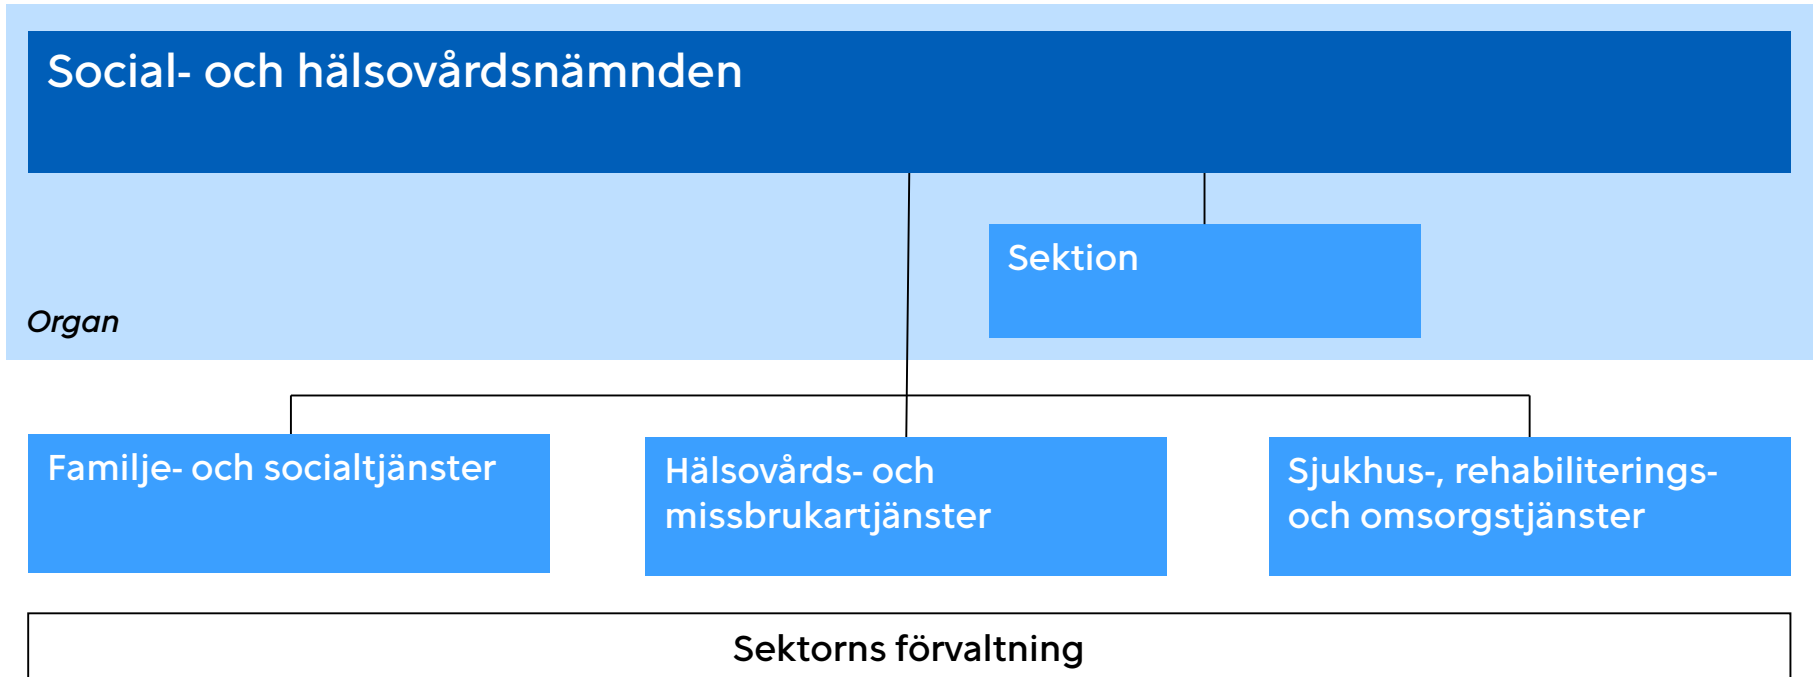 Social- och hälsovårdsnämnden
Sektion
Organ
Familje- och socialtjänster
Hälsovårds- och
missbrukartjänster
Sjukhus-, rehabiliterings-
och omsorgstjänster
Sektorns förvaltning